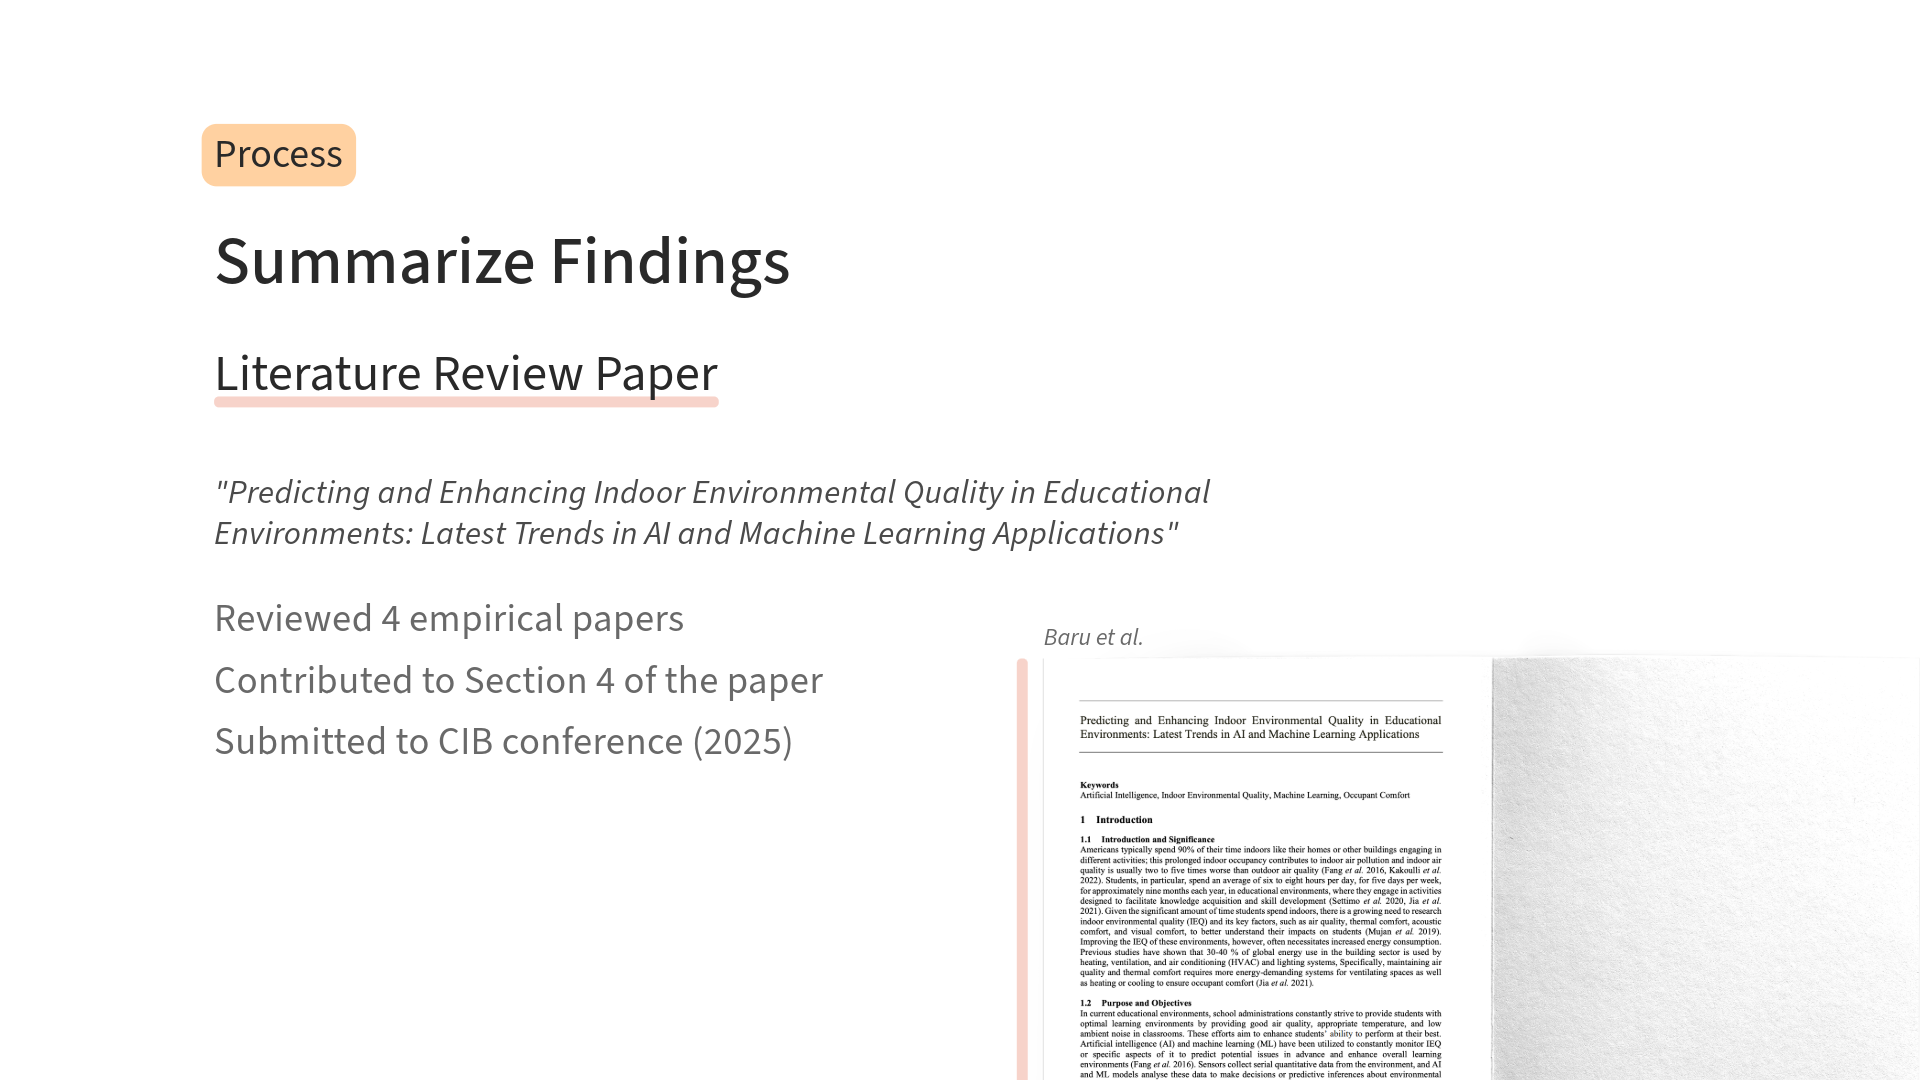 Process
Summarize Findings
Literature Review Paper
"Predicting and Enhancing Indoor Environmental Quality in Educational
Environments: Latest Trends in AI and Machine Learning Applications"
Reviewed 4 empirical papers
Contributed to Section 4 of the paper
Submitted to CIB conference (2025)
Baru et al.
Predicting and Enhancing Indoor Environmental Quality in Educational
Environments: Latest Trends in AI and Machine Learning Applications
Keywords
Artificial Intelligence, Indoor Environmental Quality, Machine Learning, Occupant Comfort
1 Introduction
1.1 Introduction and Significance
Americans typically spend 90% of their time indoors like their homes or other buildings engaging in
different activities; this prolonged indoor occupancy contributes to indoor air pollution and indoor air
quality is usually two to five times worse than outdoor air quality (Fang et al. 2016, Kakoulli et al.
2022). Students, in particular, spend an average of six to eight hours per day, for five days per week,
for approximately nine months each year, in educational environments, where they engage in activities
designed to facilitate knowledge acquisition and skill development (Settimo et al. 2020, Jia et al.
2021). Given the significant amount of time students spend indoors, there is a growing need to research
indoor environmental quality (IEQ) and its key factors, such as air quality, thermal comfort, acoustic
comfort, and visual comfort, to better understand their impacts on students (Mujan et al. 2019).
Improving the IEQ of these environments, however, often necessitates increased energy consumption.
Previous studies have shown that 30-40 % of global energy use in the building sector is used by
heating, ventilation, and air conditioning (HVAC) and lighting systems, Specifically, maintaining air
quality and thermal comfort requires more energy-demanding systems for ventilating spaces as well
as heating or cooling to ensure occupant comfort (Jia et al. 2021).
1.2 Purpose and Objectives
In current educational environments, school administrations constantly strive to provide students with
optimal learning environments by providing good air quality, appropriate temperature, and low
ambient noise in classrooms. These efforts aim to enhance students' ability to perform at their best.
Artificial intelligence (AI) and machine learning (ML) have been utilized to constantly monitor IEQ
or specific aspects of it to predict potential issues in advance and enhance overall learning
environments (Fang et al. 2016). Sensors collect serial quantitative data from the environment, and AI
and ML models analyse these data to make decisions or predictive inferences about environmental